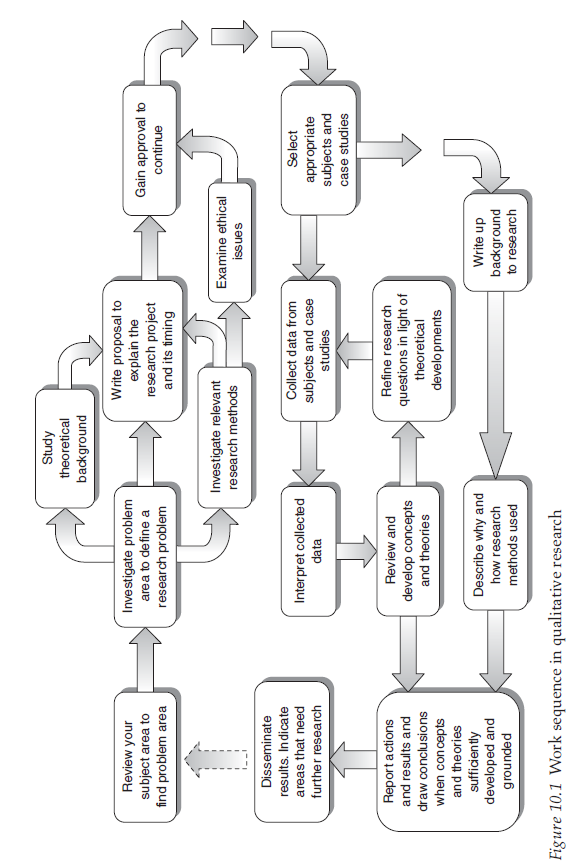 Review your
subject area to
find problem area
Investigate problem
area to define a
research problem
Study
theoretical
background
Investigate relevant
research methods
Write proposal to
explain the
research project
and its timing
Examine ethical
issues
Gain approval to
continue
Select
appropriate
subjects and
case studies
Collect data from
subjects and case
studies
Interpret collected
data
Review and
develop concepts
and theories
Refine research
questions in light of
theoretical
developments
Write up
background
to research
Describe why and
how research
methods used
Report actions
and results and
draw conclusions
when concepts
and theories
sufficiently
developed and
grounded
Disseminate
results. Indicate
areas that need
further research
Figure 10.1 Work sequence in qualitative research